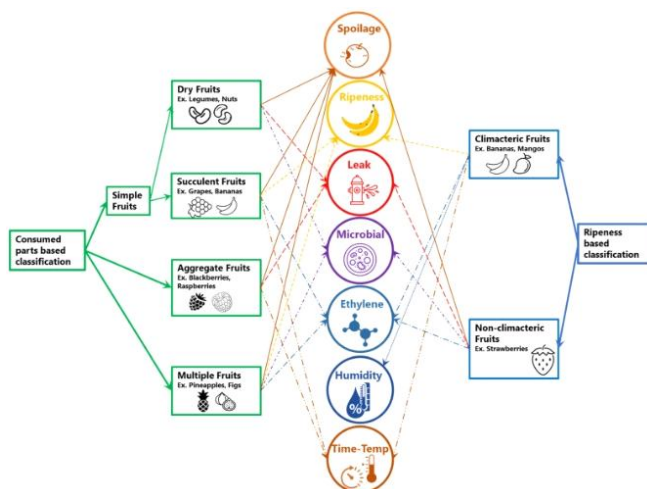 Spoilage
Dry Fruits
Ex. Legumes, Nuts
Ripeness
Climacteric Fruits
Ex. Bananas, Mangos
Leak
Succulent Fruits
Ex. Grapes, Bananas
Simple
Fruits
Consumed
parts based
classification
Microbial
Ripeness
based
classification
Aggregate Fruits
Ex. Blackberries,
Raspberries
Ethylene
Non-climacteric
Fruits
Ex. Strawberries
Multiple Fruits
Ex. Pineapples, Figs
Humidity
%
Time-Temp